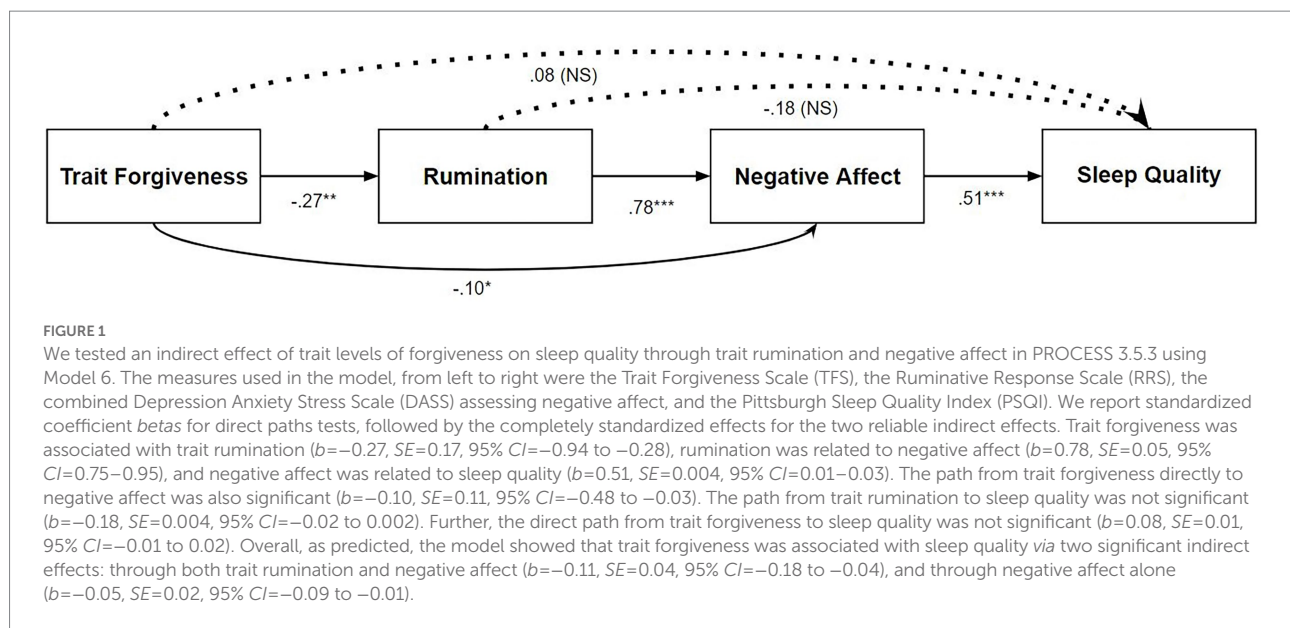 .08 (NS)
-.18 (NS)
Trait Forgiveness
Rumination
Negative Affect
Sleep Quality
-.27**
.78***
.51***
-.10*
FIGURE 1
We tested an indirect effect of trait levels of forgiveness on sleep quality through trait rumination and negative affect in PROCESS 3.5.3 using
Model 6. The measures used in the model, from left to right were the Trait Forgiveness Scale (TFS), the Ruminative Response Scale (RRS), the
combined Depression Anxiety Stress Scale (DASS) assessing negative affect, and the Pittsburgh Sleep Quality Index (PSQI). We report standardized
coefficient betas for direct paths tests, followed by the completely standardized effects for the two reliable indirect effects. Trait forgiveness was
associated with trait rumination (b=−0.27, SE=0.17, 95% CI=−0.94 to −0.28), rumination was related to negative affect (b=0.78, SE=0.05, 95%
CI=0.75–0.95), and negative affect was related to sleep quality (b=0.51, SE=0.004, 95% CI=0.01–0.03). The path from trait forgiveness directly to
negative affect was also significant (b=−0.10, SE=0.11, 95% CI=−0.48 to −0.03). The path from trait rumination to sleep quality was not significant
(b=−0.18, SE=0.004, 95% CI=−0.02 to 0.002). Further, the direct path from trait forgiveness to sleep quality was not significant (b=0.08, SE=0.01,
95% CI=−0.01 to 0.02). Overall, as predicted, the model showed that trait forgiveness was associated with sleep quality via two significant indirect
effects: through both trait rumination and negative affect (b=−0.11, SE=0.04, 95% CI=−0.18 to −0.04), and through negative affect alone
(b=−0.05, SE=0.02, 95% CI=−0.09 to −0.01).